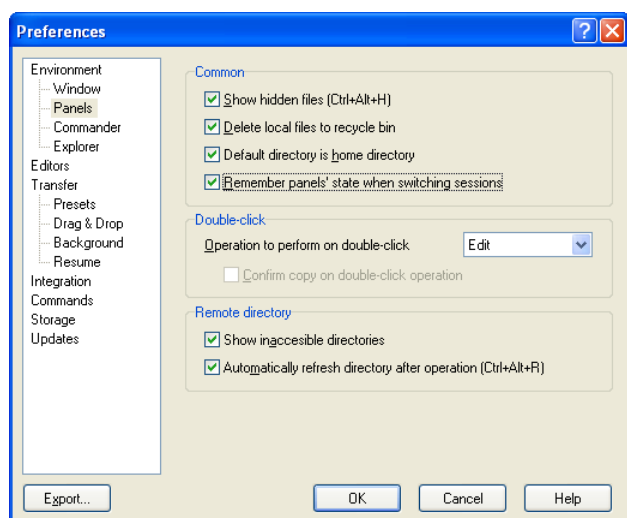 Preferences
Environment
Window
Panels
Commander
Explorer
Editors
Transfer
Presets
Drag & Drop
Background
Resume
Integration
Commands
Storage
Updates
Common
Show hidden files (Ctrl+Alt+H)
Delete local files to recycle bin
Default directory is home directory
Remember panels' state when switching sessions
Double-click
Operation to perform on double-click Edit
Confirm copy on double-click operation
Remote directory
Show inaccesible directories
Automatically refresh directory after operation (Ctrl+Alt+R)
Export... OK Cancel Help